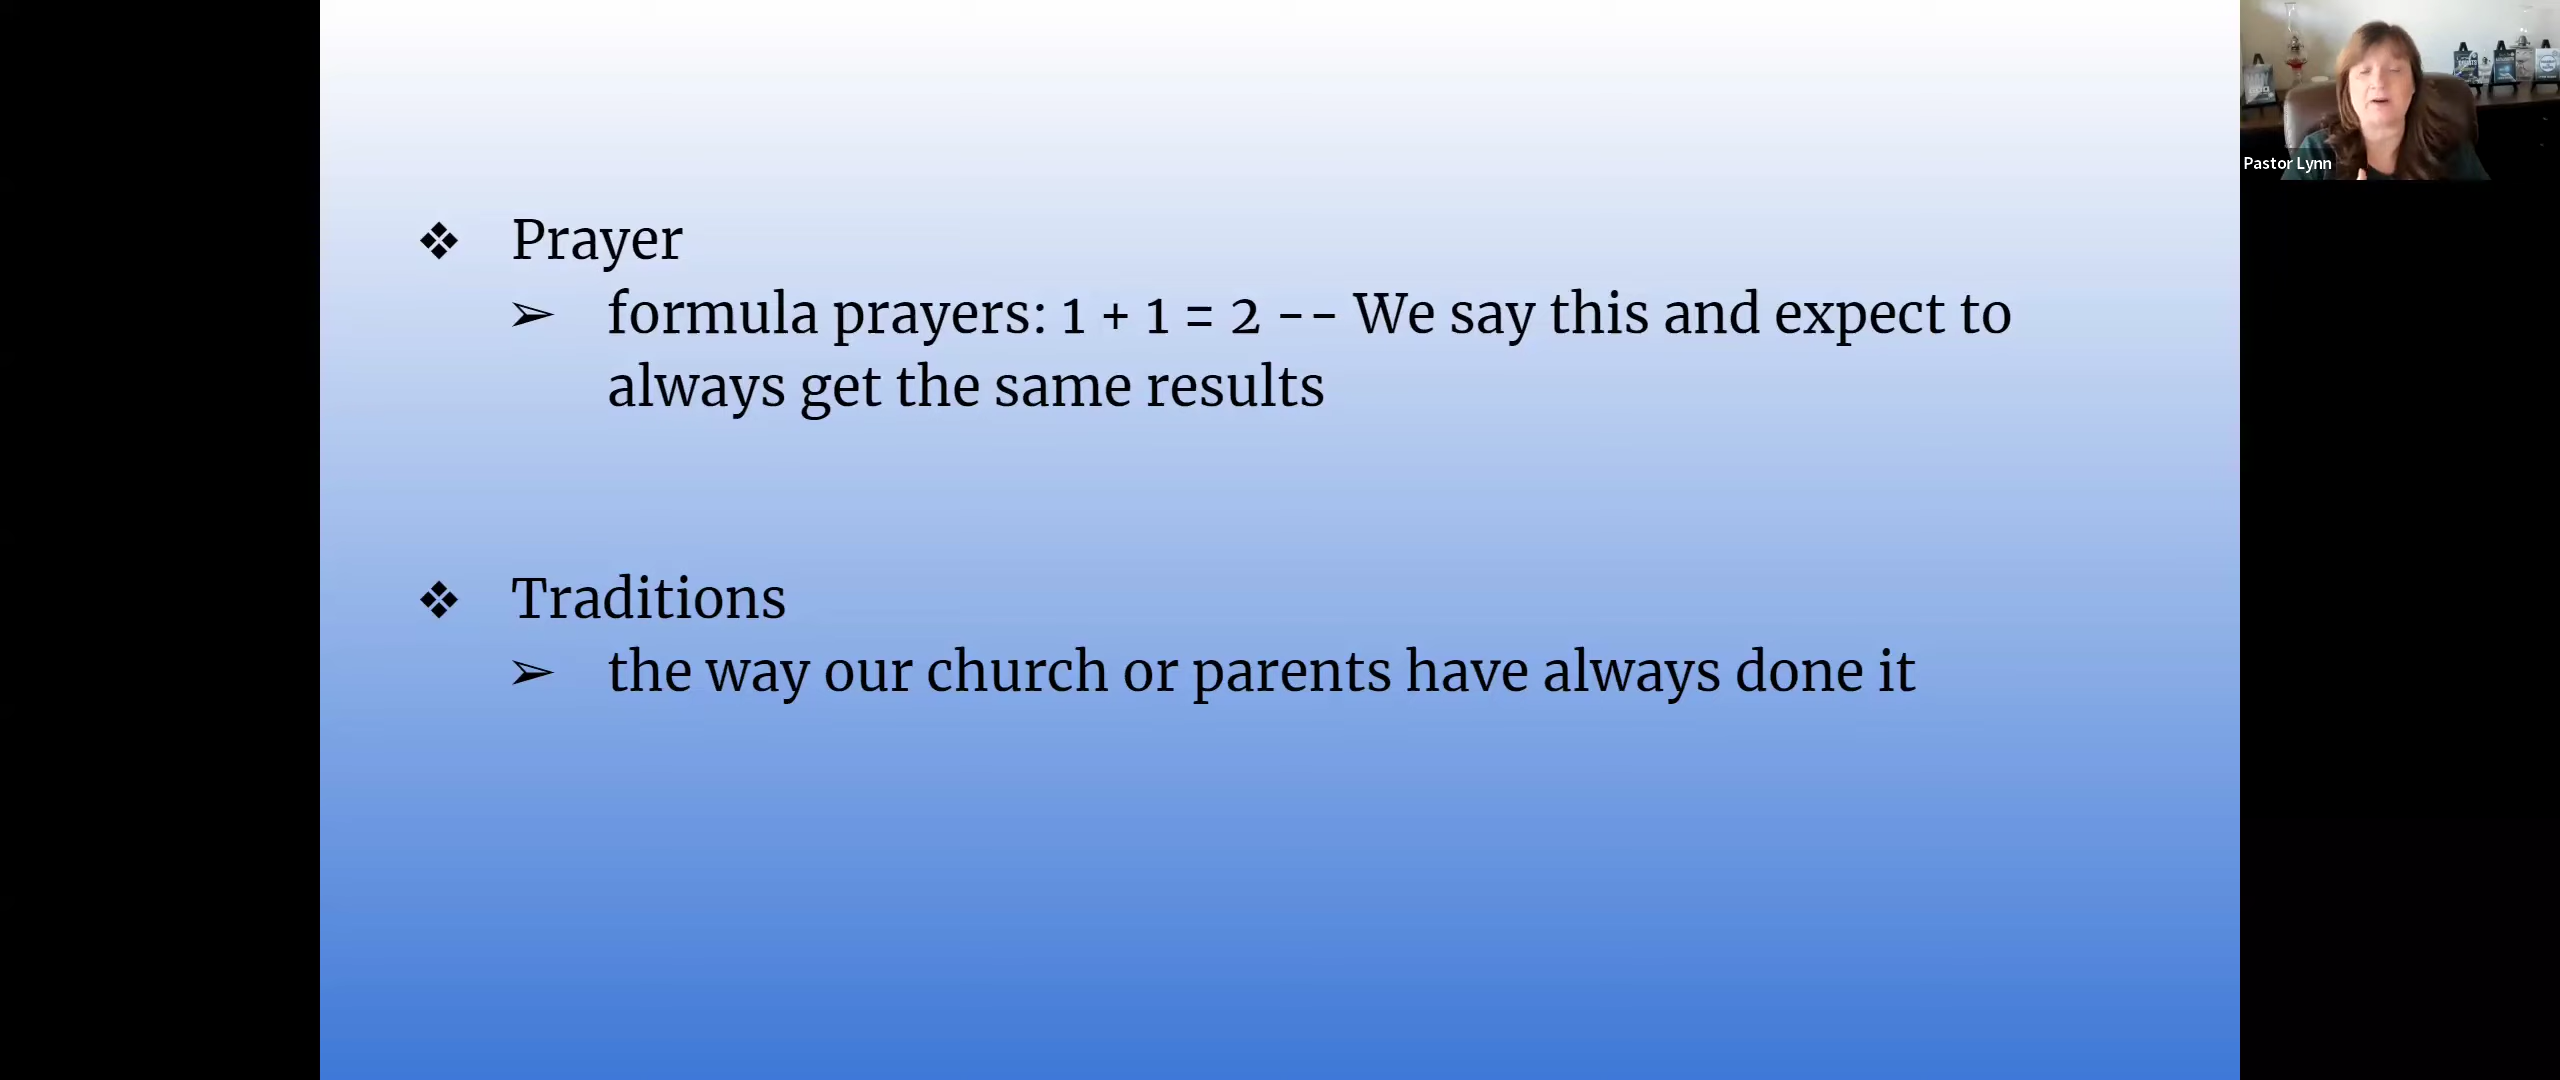 ❖ Prayer
➢ formula prayers: 1 + 1 = 2 -- We say this and expect to
always get the same results
❖ Traditions
➢ the way our church or parents have always done it
Pastor Lynn